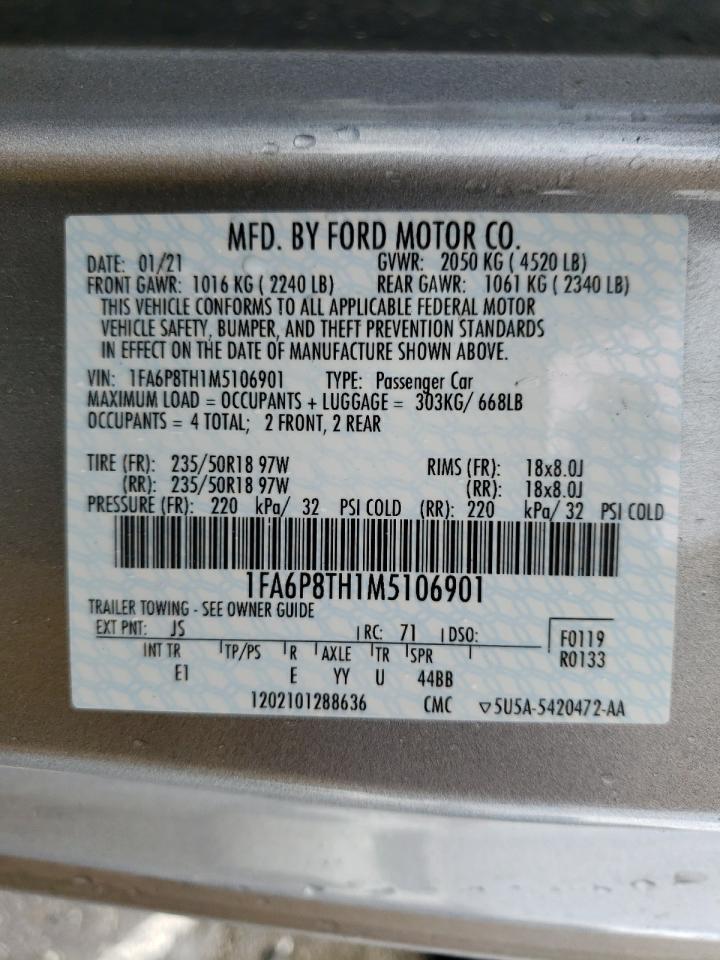 MFD. BY FORD MOTOR CO.
DATE: 01/21 GVWR: 2050 KG ( 4520 LB)
FRONT GAWR: 1016 KG ( 2240 LB) REAR GAWR: 1061 KG ( 2340 LB)
THIS VEHICLE CONFORMS TO ALL APPLICABLE FEDERAL MOTOR
VEHICLE SAFETY, BUMPER, AND THEFT PREVENTION STANDARDS
IN EFFECT ON THE DATE OF MANUFACTURE SHOWN ABOVE.
VIN: 1FA6P8TH1M5106901 TYPE: Passenger Car
MAXIMUM LOAD = OCCUPANTS + LUGGAGE = 303KG/ 668LB
OCCUPANTS = 4 TOTAL; 2 FRONT, 2 REAR
TIRE (FR): 235/50R18 97W RIMS (FR): 18x8.0J
(RR): 235/50R18 97W (RR): 18x8.0J
PRESSURE (FR): 220 kPa/ 32 PSI COLD (RR): 220 kPa/ 32 PSI COLD
1FA6P8TH1M5106901
TRAILER TOWING - SEE OWNER GUIDE
EXT PNT: JS RC: 71 DSO: F0119
INT TR TP/PS R AXLE TR SPR R0133
E1 E YY U 44BB
1202101288636 CMC ▽5U5A-5420472-AA